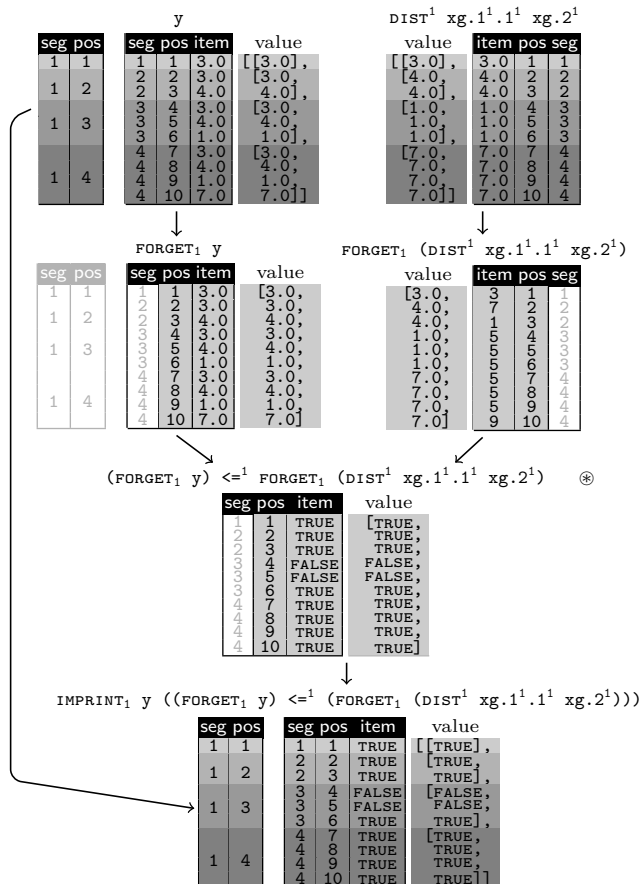 y DIST¹ xg.1¹.1¹ xg.2¹
seg pos seg pos item value value item pos seg
1 1 1 1 3.0 [[3.0], [[3.0], 3.0 1 1
1 2 2 2 3.0 [3.0, [4.0, 4.0 2 2
2 3 4.0 4.0], 4.0], 4.0 3 2
1 3 3 4 3.0 [3.0, [1.0, 1.0 4 3
3 5 4.0 4.0, 1.0, 1.0 5 3
3 6 1.0 1.0], 1.0], 1.0 6 3
1 4 4 7 3.0 [3.0, [7.0, 7.0 7 4
4 8 4.0 4.0, 7.0, 7.0 8 4
4 9 1.0 1.0, 7.0, 7.0 9 4
4 10 7.0 7.0]] 7.0]] 7.0 10 4
FORGET₁ y FORGET₁ (DIST¹ xg.1¹.1¹ xg.2¹)
seg pos seg pos item value value item pos seg
1 1 1 1 3.0 [3.0, [3.0, 3 1 1
1 2 2 2 3.0 3.0, 4.0, 7 2 2
2 3 4.0 4.0, 4.0, 1 3 2
1 3 3 4 3.0 3.0, 1.0, 5 4 3
3 5 4.0 4.0, 1.0, 5 5 3
3 6 1.0 1.0, 1.0, 5 6 3
1 4 4 7 3.0 3.0, 7.0, 5 7 4
4 8 4.0 4.0, 7.0, 5 8 4
4 9 1.0 1.0, 7.0, 5 9 4
4 10 7.0 7.0] 7.0] 9 10 4
(FORGET₁ y) <=¹ FORGET₁ (DIST¹ xg.1¹.1¹ xg.2¹) ⊛
seg pos item value
1 1 TRUE [TRUE,
2 2 TRUE TRUE,
2 3 TRUE TRUE,
3 4 FALSE FALSE,
3 5 FALSE FALSE,
3 6 TRUE TRUE,
4 7 TRUE TRUE,
4 8 TRUE TRUE,
4 9 TRUE TRUE,
4 10 TRUE TRUE]
IMPRINT₁ y ((FORGET₁ y) <=¹ (FORGET₁ (DIST¹ xg.1¹.1¹ xg.2¹)))
seg pos seg pos item value
1 1 1 1 TRUE [[TRUE],
1 2 2 2 TRUE [TRUE,
2 3 TRUE TRUE],
1 3 3 4 FALSE [FALSE,
3 5 FALSE FALSE,
3 6 TRUE TRUE],
1 4 4 7 TRUE [TRUE,
4 8 TRUE TRUE,
4 9 TRUE TRUE,
4 10 TRUE TRUE]]